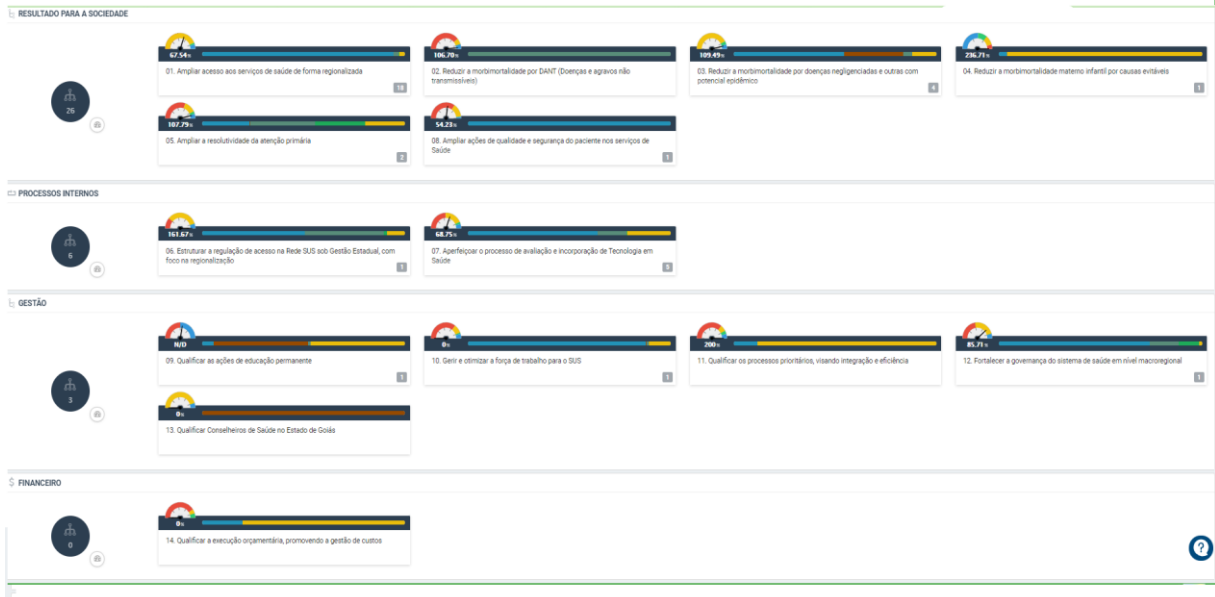 RESULTADO PARA A SOCIEDADE
26
67.54%
01. Ampliar acesso aos serviços de saúde de forma regionalizada
18
106.70%
02. Reduzir a morbimortalidade por DANT (Doenças e agravos não
transmissíveis)
109.49%
03. Reduzir a morbimortalidade por doenças negligenciadas e outras com
potencial epidêmico
4
236.71%
04. Reduzir a morbimortalidade materno infantil por causas evitáveis
1
107.79%
05. Ampliar a resolutividade da atenção primária
2
54.23%
08. Ampliar ações de qualidade e segurança do paciente nos serviços de
Saúde
1
PROCESSOS INTERNOS
6
161.67%
06. Estruturar a regulação de acesso na Rede SUS sob Gestão Estadual, com
foco na regionalização
1
68.75%
07. Aperfeiçoar o processo de avaliação e incorporação de Tecnologia em
Saúde
GESTÃO
3
N/D
09. Qualificar as ações de educação permanente
1
0%
10. Gerir e otimizar a força de trabalho para o SUS
1
200%
11. Qualificar os processos prioritários, visando integração e eficiência
85.71%
12. Fortalecer a governança do sistema de saúde em nível macroregional
1
0%
13. Qualificar Conselheiros de Saúde no Estado de Goiás
$ FINANCEIRO
0
0%
14. Qualificar a execução orçamentária, promovendo a gestão de custos
?